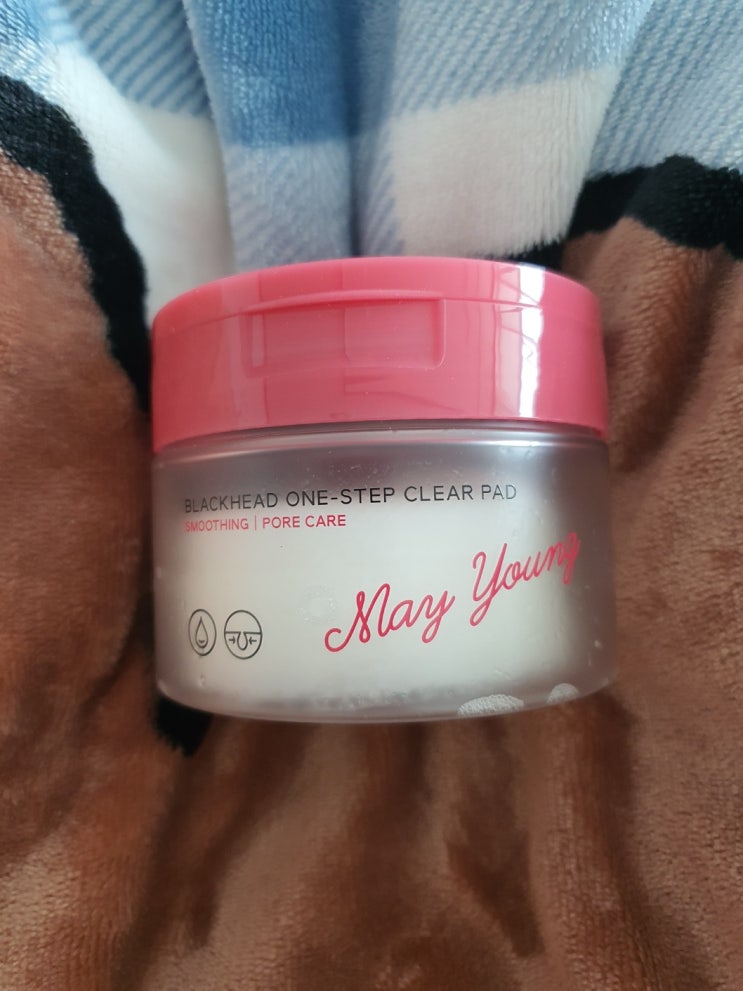 BLACKHEAD ONE-STEP CLEAR PAD
SMOOTHING | PORE CARE
May Young